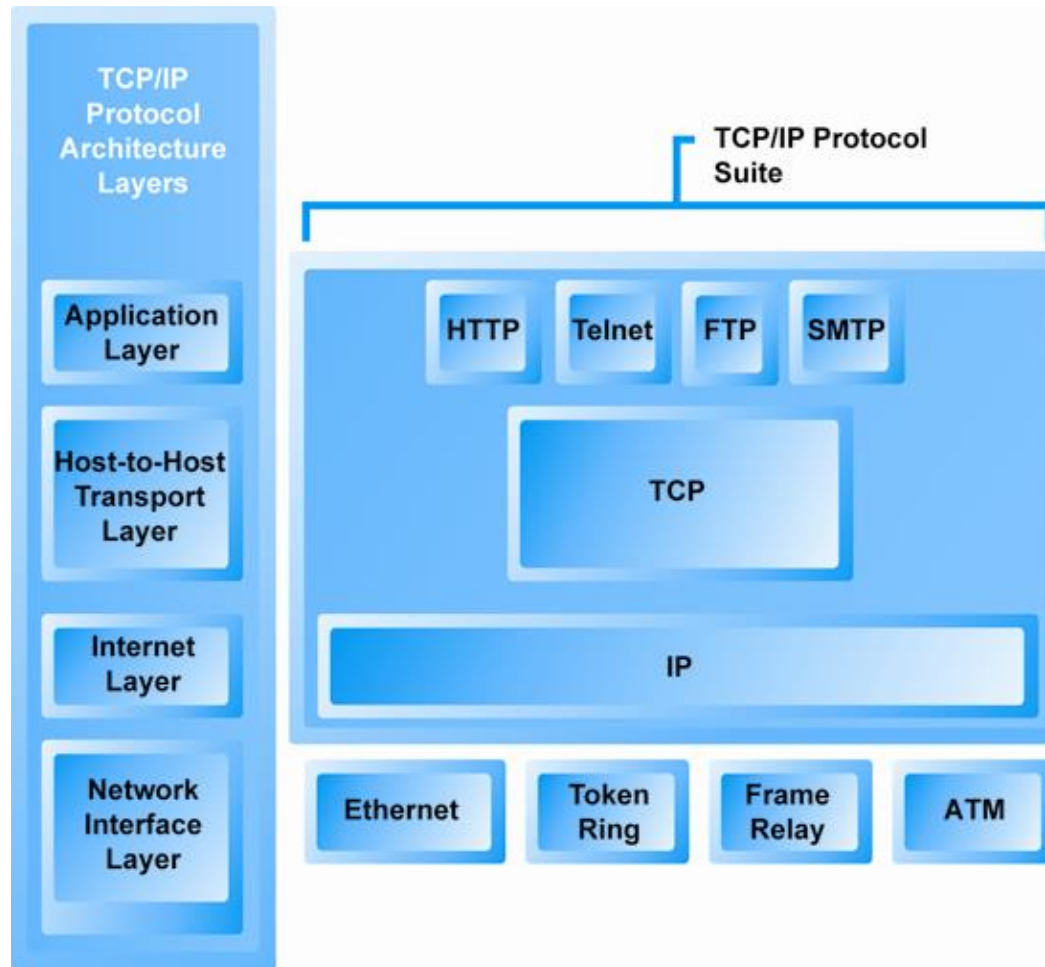 TCP/IP
Protocol
Architecture
Layers
TCP/IP Protocol
Suite
Application
Layer
HTTP
Telnet
FTP
SMTP
Host-to-Host
Transport
Layer
TCP
Internet
Layer
IP
Network
Interface
Layer
Ethernet
Token
Ring
Frame
Relay
ATM